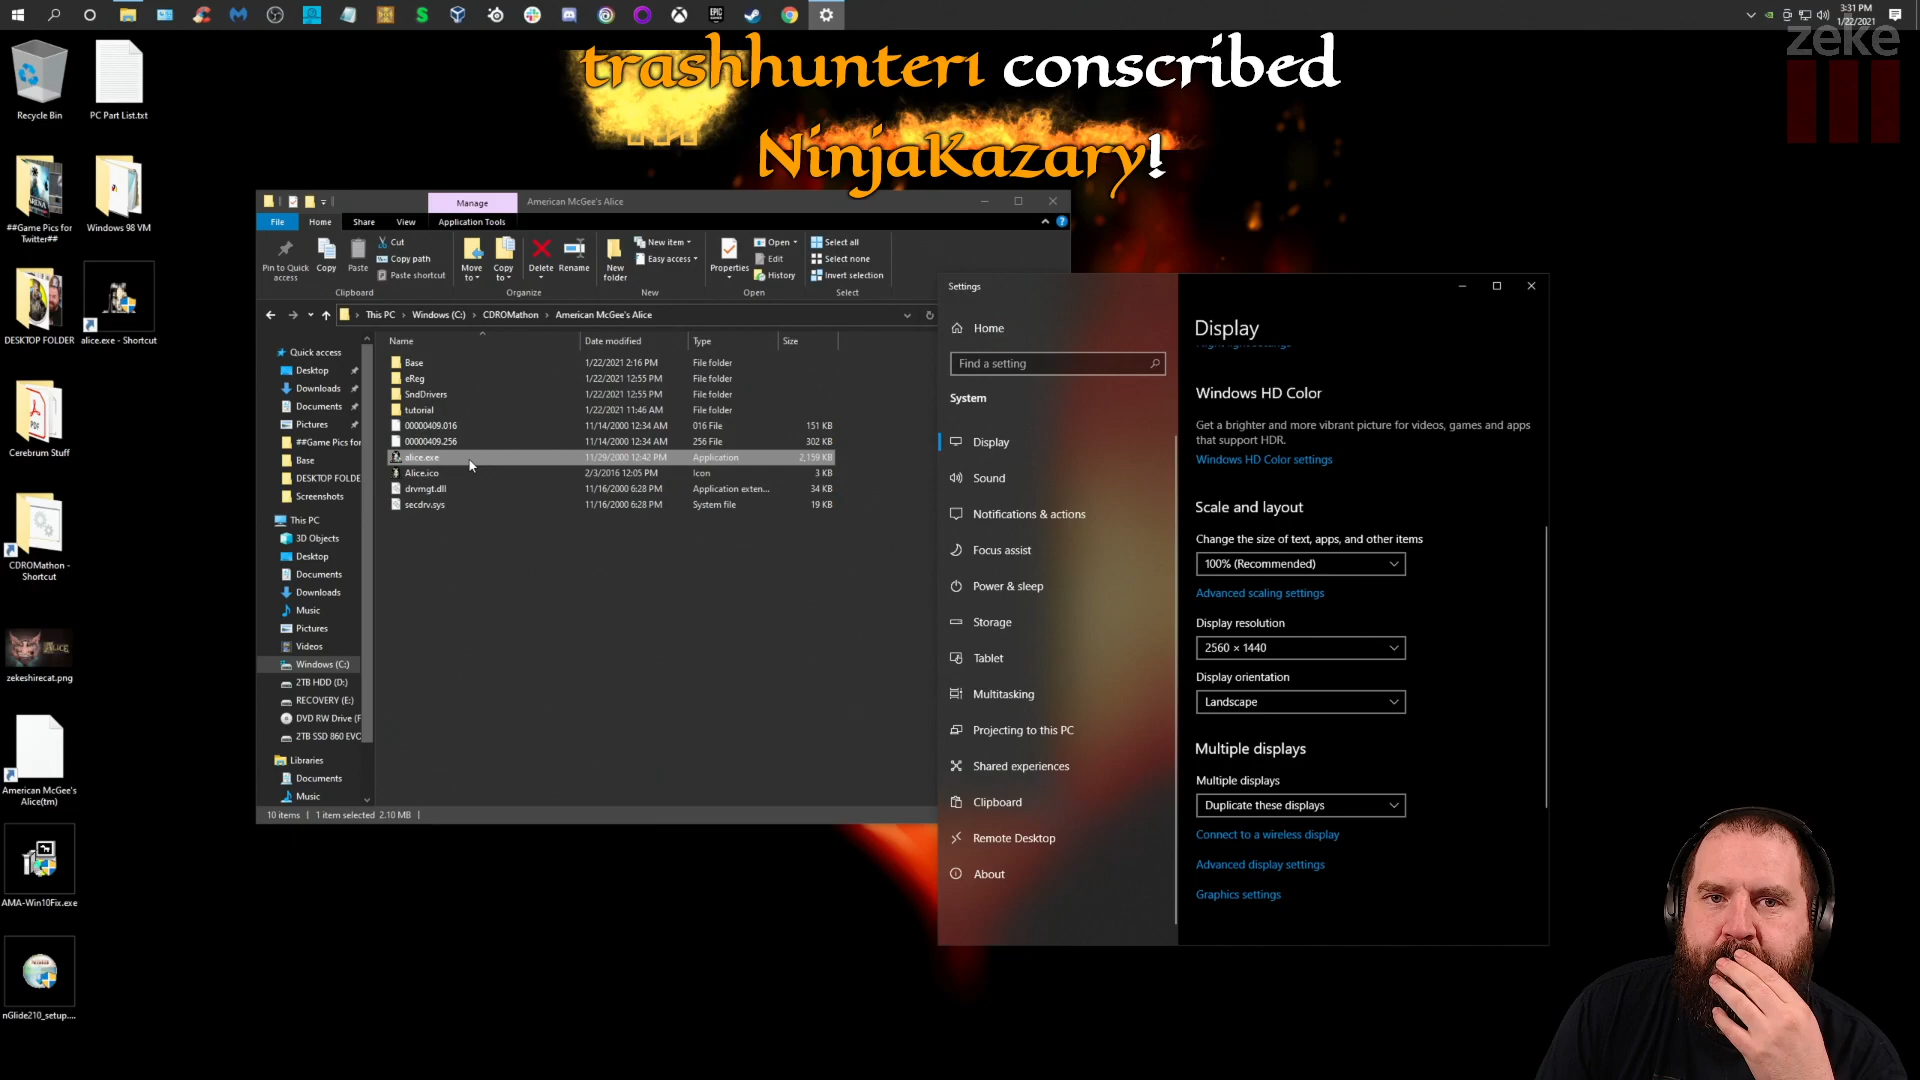 3:31 PM
1/22/2021
zeke
III
trashhunter1 conscribed
NinjaKazary!
Recycle Bin
PC Part List.txt
##Game Pics for Twitter##
Windows 98 VM
DESKTOP FOLDER
alice.exe - Shortcut
Cerebrum Stuff
CDROMathon - Shortcut
zekeshirecat.png
American McGee's Alice(tm)
AMA-Win10Fix.exe
nGlide210_setup....
Manage
American McGee's Alice
File
Home
Share
View
Application Tools
Pin to Quick access
Copy
Paste
Cut
Copy path
Paste shortcut
Clipboard
Move to
Copy to
Delete
Rename
Organize
New folder
New item
Easy access
New
Properties
Open
Edit
History
Open
Select all
Select none
Invert selection
Select
This PC > Windows (C:) > CDROMathon > American McGee's Alice
Quick access
Desktop
Downloads
Documents
Pictures
##Game Pics for
Base
DESKTOP FOLDE
Screenshots
This PC
3D Objects
Desktop
Documents
Downloads
Music
Pictures
Videos
Windows (C:)
2TB HDD (D:)
RECOVERY (E:)
DVD RW Drive (F
2TB SSD 860 EVO
Libraries
Documents
Music
Name Date modified Type Size
Base 1/22/2021 2:16 PM File folder
eReg 1/22/2021 12:55 PM File folder
SndDrivers 1/22/2021 12:55 PM File folder
tutorial 1/22/2021 11:46 AM File folder
00000409.016 11/14/2000 12:34 AM 016 File 151 KB
00000409.256 11/14/2000 12:34 AM 256 File 302 KB
alice.exe 11/29/2000 12:42 PM Application 2,159 KB
Alice.ico 2/3/2016 12:05 PM Icon 3 KB
drvmgt.dll 11/16/2000 6:28 PM Application exten... 34 KB
secdrv.sys 11/16/2000 6:28 PM System file 19 KB
10 items 1 item selected 2.10 MB
Settings
Home
Find a setting
System
Display
Sound
Notifications & actions
Focus assist
Power & sleep
Storage
Tablet
Multitasking
Projecting to this PC
Shared experiences
Clipboard
Remote Desktop
About
Display
Night light settings
Windows HD Color
Get a brighter and more vibrant picture for videos, games and apps
that support HDR.
Windows HD Color settings
Scale and layout
Change the size of text, apps, and other items
100% (Recommended)
Advanced scaling settings
Display resolution
2560 × 1440
Display orientation
Landscape
Multiple displays
Multiple displays
Duplicate these displays
Connect to a wireless display
Advanced display settings
Graphics settings